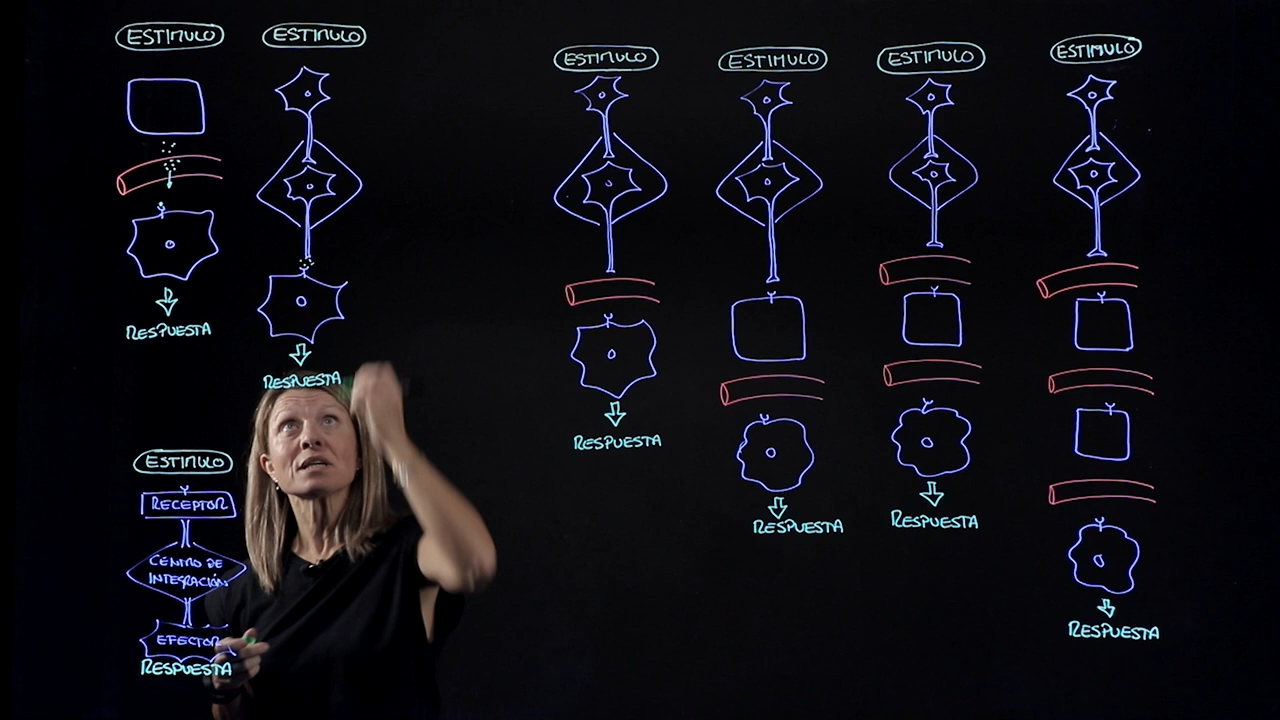 ESTIMULO
RESPUESTA
ESTIMULO
RESPUESTA
ESTIMULO
RECEPTOR
CENTRO DE
INTEGRACIÓN
EFECTOR
RESPUESTA
ESTIMULO
RESPUESTA
ESTIMULO
RESPUESTA
ESTIMULO
RESPUESTA
ESTIMULO
RESPUESTA